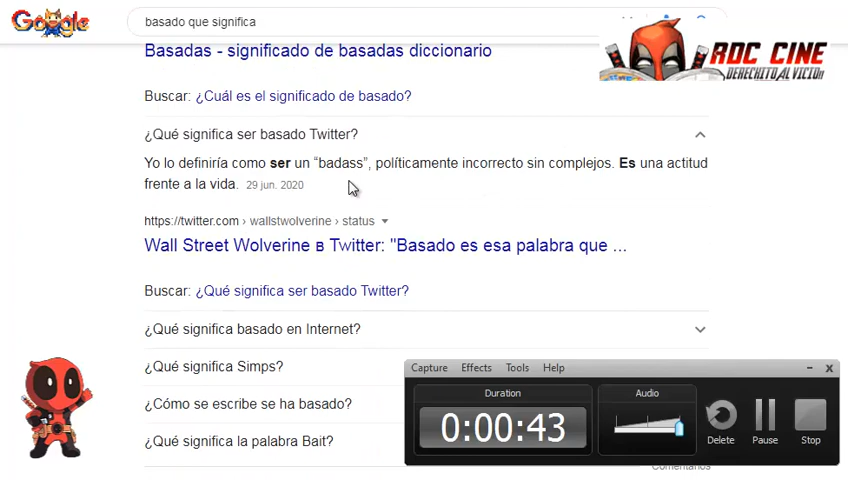 Google
basado que significa
Basadas - significado de basadas diccionario
RDC CINE
DERECHITO AL VICIO!!
Buscar: ¿Cuál es el significado de basado?
¿Qué significa ser basado Twitter?
Yo lo definiría como ser un “badass”, políticamente incorrecto sin complejos. Es una actitud
frente a la vida. 29 jun. 2020
https://twitter.com › wallstwolverine › status
Wall Street Wolverine в Twitter: "Basado es esa palabra que ...
Buscar: ¿Qué significa ser basado Twitter?
¿Qué significa basado en Internet?
¿Qué significa Simps?
¿Cómo se escribe se ha basado?
¿Qué significa la palabra Bait?
Capture Effects Tools Help
Duration Audio
0:00:43
Delete Pause Stop
Comentarios